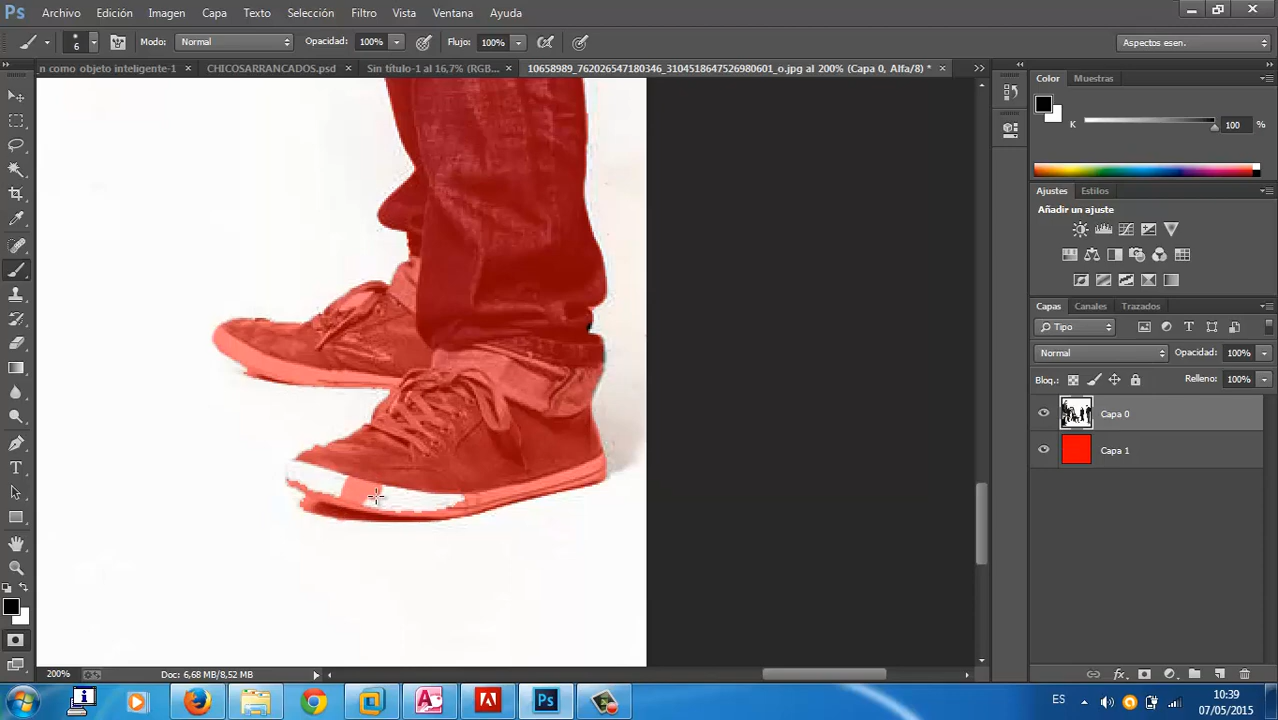 Ps Archivo Edición Imagen Capa Texto Selección Filtro Vista Ventana Ayuda
6 Modo: Normal Opacidad: 100% Flujo: 100% Aspectos esen.
n como objeto inteligente-1 × CHICOSARRANCADOS.psd × Sin título-1 al 16,7% (RGB... × 10658989_762026547180346_3104518647526980601_o.jpg al 200% (Capa 0, Alfa/8) * ×
Color Muestras
K 100 %
Ajustes Estilos
Añadir un ajuste
Capas Canales Trazados
Tipo
Normal Opacidad: 100%
Bloq.: Relleno: 100%
Capa 0
Capa 1
200% Doc: 6,68 MB/8,52 MB
ES 10:39
07/05/2015